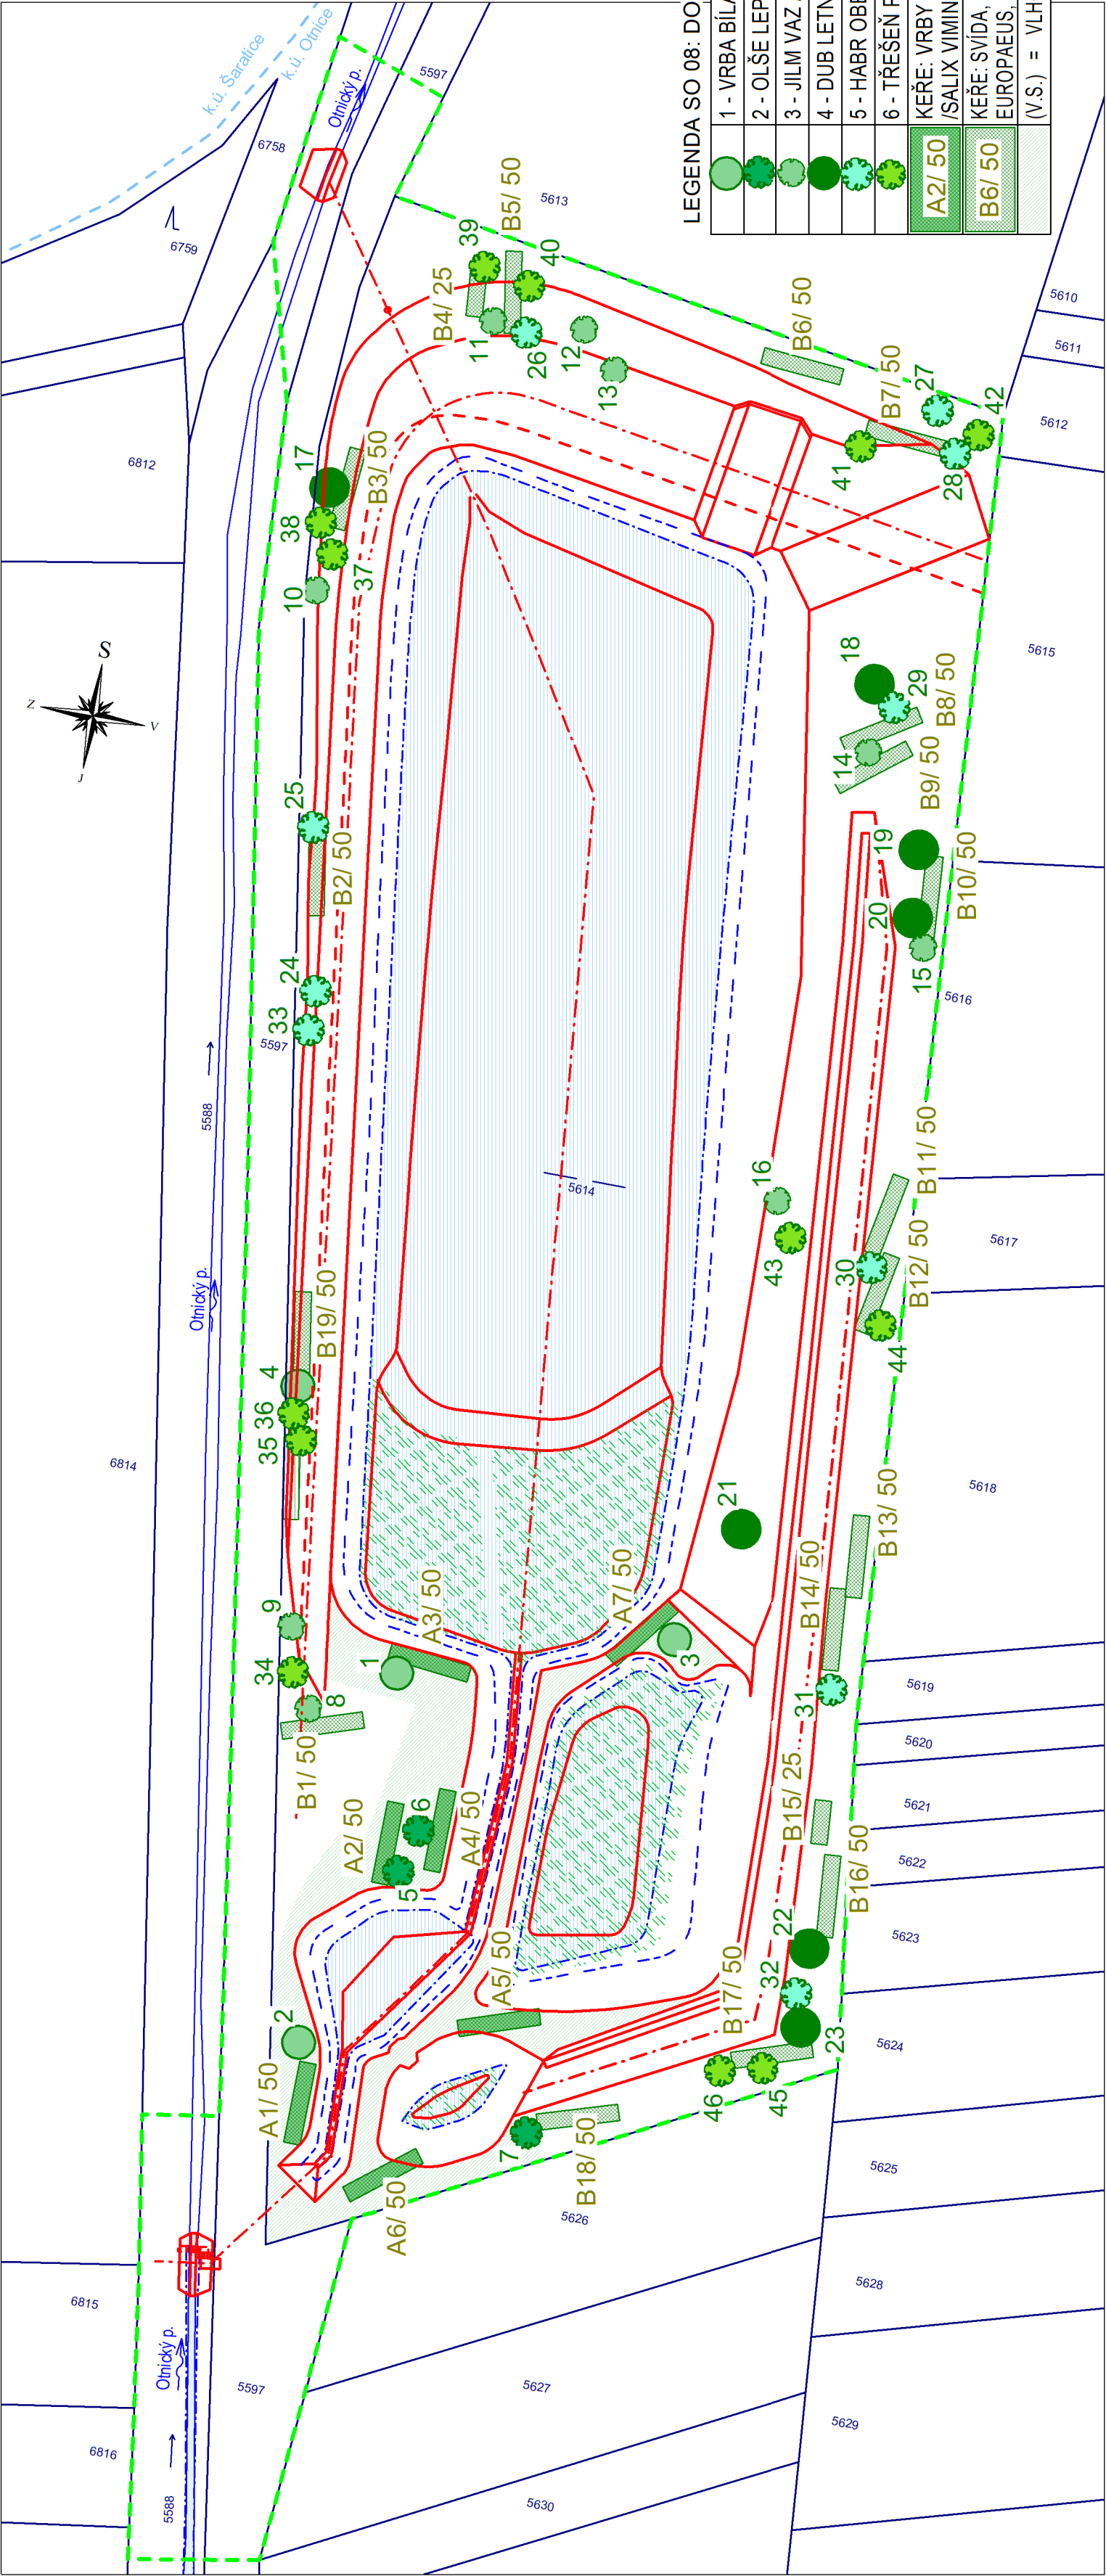 k.ú. Šaratice
k.ú. Otnice
6758
5597
Otnický p.
6759
5613
LEGENDA SO 08: DO
1 - VRBA BÍL
2 - OLŠE LEP
3 - JILM VAZ
4 - DUB LETN
5 - HABR OBE
6 - TŘEŠEŇ
A2/ 50
KEŘE: VRBY
/SALIX VIMIN
B6/ 50
KEŘE: SVÍDA,
EUROPAEUS,
(V.S.) = VLH
39
B5/ 50
40
B4/ 25
11
26
12
13
B6/ 50
5610
5611
5612
B7/ 50
27
42
41
28
6812
17
B3/ 50
38
37
10
S
Z
V
J
5615
18
29
B8/ 50
14
B9/ 50
25
B2/ 50
19
20
B10/ 50
15
5616
24
33
5597
5588
5614
16
43
B11/ 50
30
B12/ 50
44
5617
Otnický p.
B19/ 50
4
36
35
6814
21
B13/ 50
5618
B14/ 50
9
34
8
B1/ 50
1
A3/ 50
A7/ 50
3
31
5619
5620
5621
5622
5623
B15/ 25
B16/ 50
A2/ 50
6
5
A4/ 50
A5/ 50
22
32
B17/ 50
23
5624
2
A1/ 50
46
45
7
B18/ 50
A6/ 50
5625
5626
5628
6815
Otnický p.
5597
5627
5629
6816
5588
5630